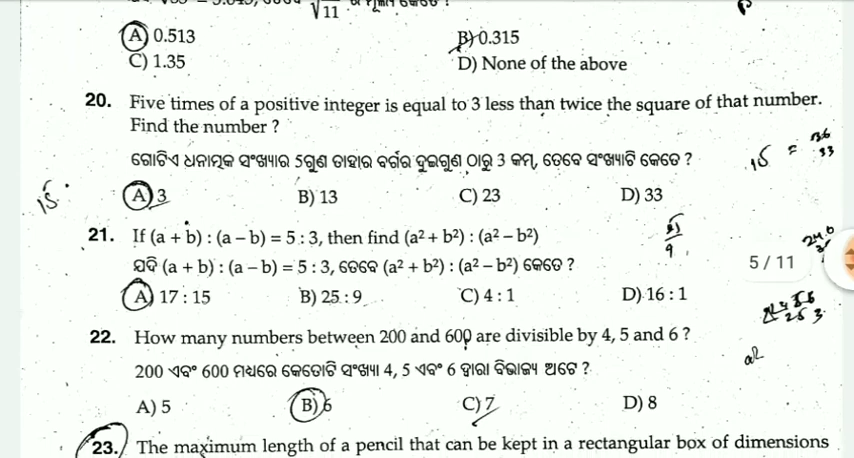 √11
A) 0.513
B) 0.315
C) 1.35
D) None of the above
20. Five times of a positive integer is equal to 3 less than twice the square of that number.
Find the number ?
ଗୋଟିଏ ଧନାତ୍ମକ ସଂଖ୍ୟାର 5ଗୁଣ ତାହାର ବର୍ଗର ଦୁଇଗୁଣ ଠାରୁ 3 କମ୍, ତେବେ ସଂଖ୍ୟାଟି କେତେ ?
A) 3
B) 13
C) 23
D) 33
15
21. If (a + b) : (a – b) = 5 : 3, then find (a² + b²) : (a² – b²)
ଯଦି (a + b) : (a – b) = 5 : 3, ତେବେ (a² + b²) : (a² – b²) କେତେ ?
5 / 11
A) 17 : 15
B) 25 : 9
C) 4 : 1
D) 16 : 1
22. How many numbers between 200 and 600 are divisible by 4, 5 and 6 ?
200 ଏବଂ 600 ମଧ୍ୟରେ କେତୋଟି ସଂଖ୍ୟା 4, 5 ଏବଂ 6 ଦ୍ୱାରା ବିଭାଜ୍ୟ ଅଟେ ?
A) 5
B) 6
C) 7
D) 8
23. The maximum length of a pencil that can be kept in a rectangular box of dimensions